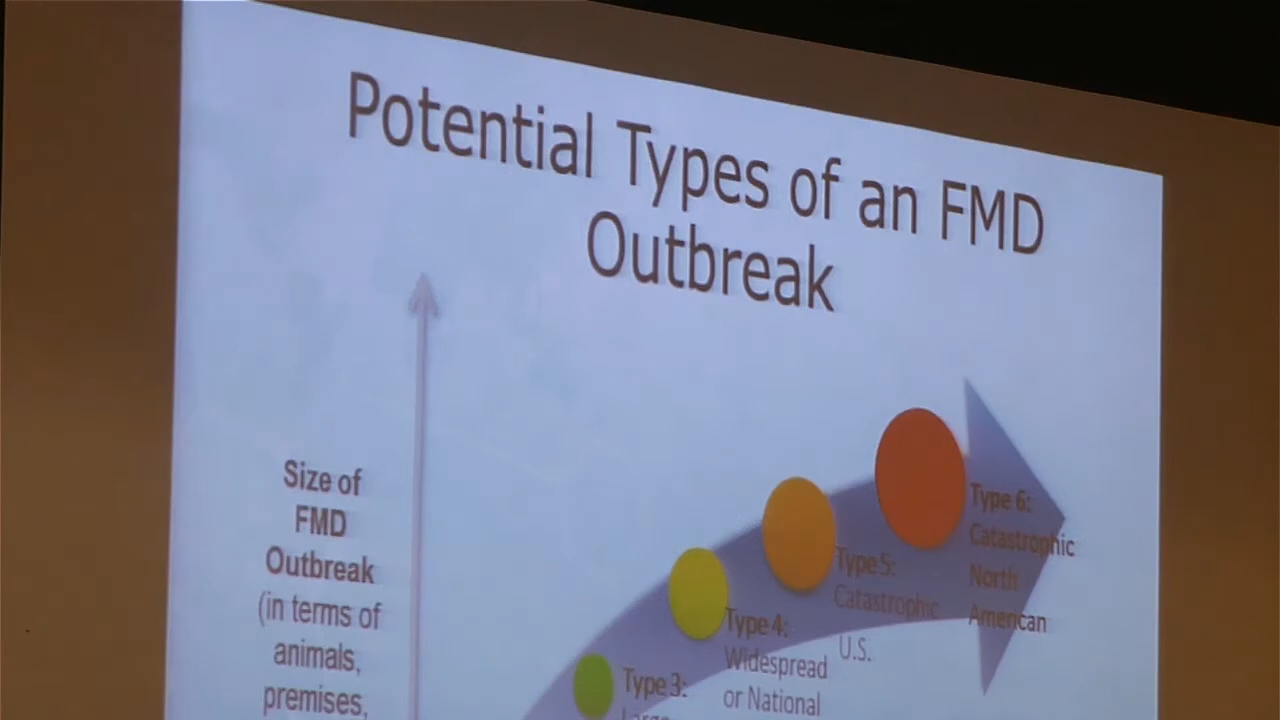 Potential Types of an FMD
Outbreak
Size of
FMD
Outbreak
(in terms of
animals,
premises,
Type 6:
Catastrophic
North
American
Type 5:
Catastrophic
U.S.
Type 4:
Widespread
or National
Type 3:
Large